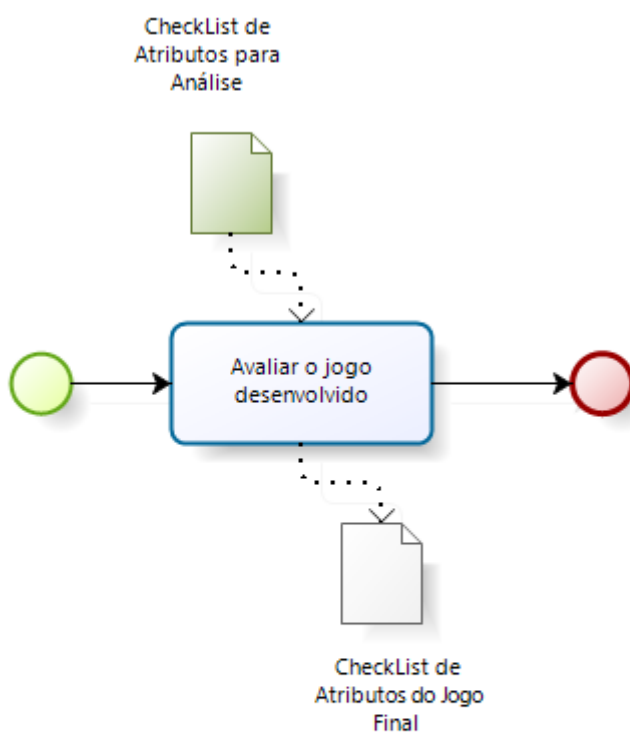 CheckList de
Atributos para
Análise
Avaliar o jogo
desenvolvido
CheckList de
Atributos do Jogo
Final